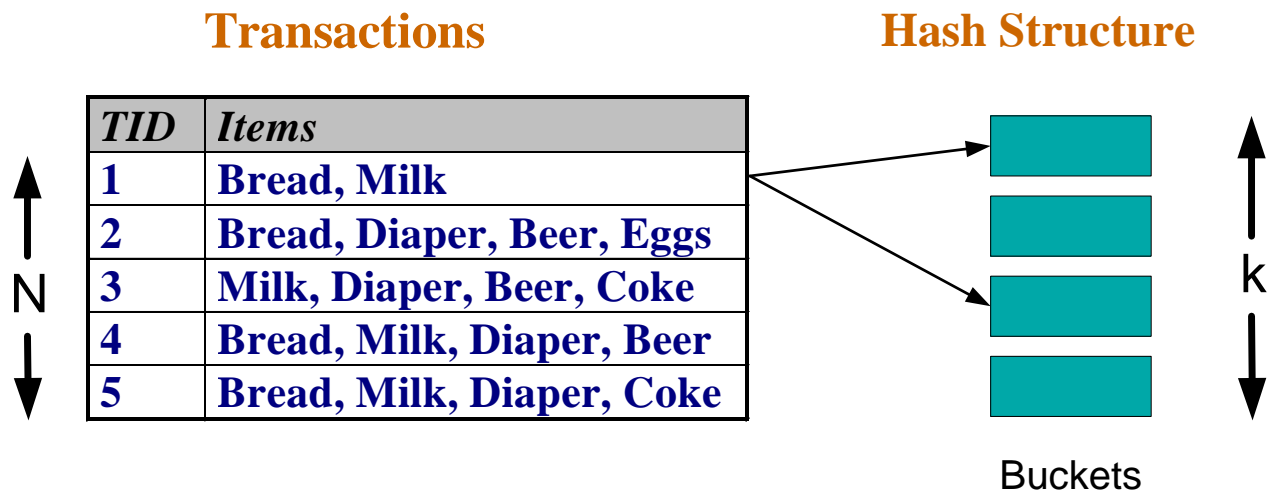 Transactions
Hash Structure
TID Items
1 Bread, Milk
2 Bread, Diaper, Beer, Eggs
3 Milk, Diaper, Beer, Coke
4 Bread, Milk, Diaper, Beer
5 Bread, Milk, Diaper, Coke
N
k
Buckets